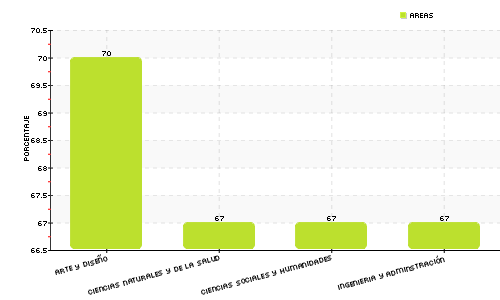 AREAS
70.5
70
69.5
69
68.5
68
67.5
67
66.5
PORCENTAJE
70
67
67
67
ARTE Y DISEÑO
CIENCIAS NATURALES Y DE LA SALUD
CIENCIAS SOCIALES Y HUMANIDADES
INGENIERIA Y ADMINSTRACIÓN